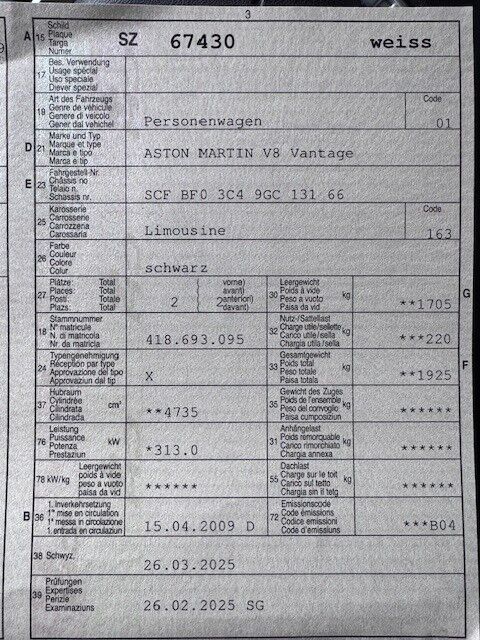 3
A 15 Schild SZ 67430 weiss
Plaque
Targa
Numer
17 Bes. Verwendung
Usage spécial
Uso speciale
Diever spezial
18 Art des Fahrzeugs Personenwagen Code 01
Genre de véhicule
Genere di veicolo
Gener dal vehichel
D 21 Marke und Typ ASTON MARTIN V8 Vantage
Marque et type
Marca e tipo
Marca e tip
E 23 Fahrgestell-Nr. SCF BF0 3C4 9GC 131 66
Châssis no
Telaio n.
Schassis nr.
25 Karosserie Limousine Code 163
Carrosserie
Carrozzeria
Carossaria
26 Farbe schwarz
Couleur
Colore
Colur
27 Plätze: Total 2 ( vorne) 2
Places: Total avant)
Posti: Totale anteriori)
Plazs: Total davant)
30 Leergewicht kg **1705 G
Poids à vide
Peso a vuoto
Paisa da vid
Stammnummer 418.693.095
N° matricule
N. di matricola
Nr. da matricla
32 Nutz-/Sattellast kg ***220
Charge utile/sellette
Carico utile/sella
Chargia utila/sella
24 Typengenehmigung X
Réception par type
Approvazione del tipo
Approvaziun dal tip
33 Gesamtgewicht kg **1925 F
Poids total
Peso totale
Paisa totala
37 Hubraum cm³ **4735
Cylindrée
Cilindrata
Cilindrada
35 Gewicht des Zuges kg ******
Poids de l'ensemble
Peso del convoglio
Paisa cumposiziun
76 Leistung kW *313.0
Puissance
Potenza
Prestaziun
31 Anhängelast kg ******
Poids remorquable
Carico rimorchiato
Chargia annexa
78 kW/kg Leergewicht ******
poids à vide
peso a vuoto
paisa da vid
55 Dachlast kg ******
Charge sur le toit
Carico sul tetto
Chargia sin il tetg
B 36 1. Inverkehrsetzung 15.04.2009 D
1re mise en circulation
1a messa in circolazione
1. entrada en circulaziun
72 Emissionscode ***B04
Code émissions
Codice emissioni
Code d'emissiuns
38 Schwyz. 26.03.2025
39 Prüfungen 26.02.2025 SG
Expertises
Perizie
Examinaziuns